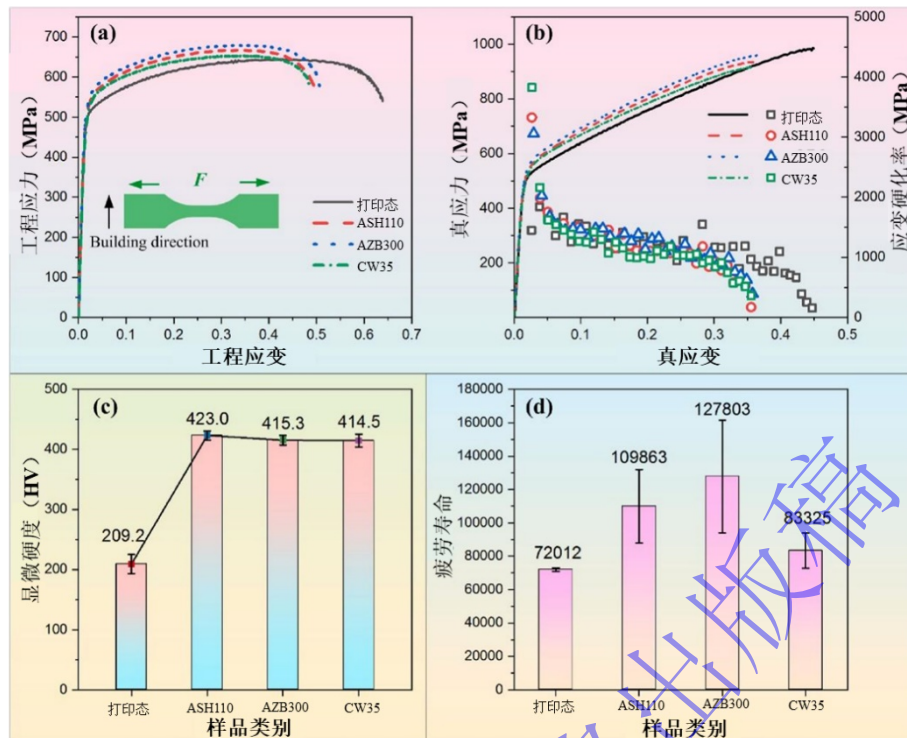 (a)
工程应力（MPa）
700
600
500
400
300
200
100
0
F
Building direction
打印态
ASH110
AZB300
CW35
0.0 0.1 0.2 0.3 0.4 0.5 0.6 0.7
工程应变
(b)
真应力（MPa）
1000
800
600
400
200
打印态
ASH110
AZB300
CW35
5000
4000
3000
2000
1000
0
应变硬化率（MPa）
0.0 0.1 0.2 0.3 0.4 0.5
真应变
(c)
显微硬度（HV）
500
400
300
200
100
0
209.2
423.0
415.3
414.5
打印态 ASH110 AZB300 CW35
样品类别
(d)
疲劳寿命
180000
160000
140000
120000
100000
80000
60000
40000
20000
0
72012
109863
127803
83325
打印态 ASH110 AZB300 CW35
样品类别
出版稿